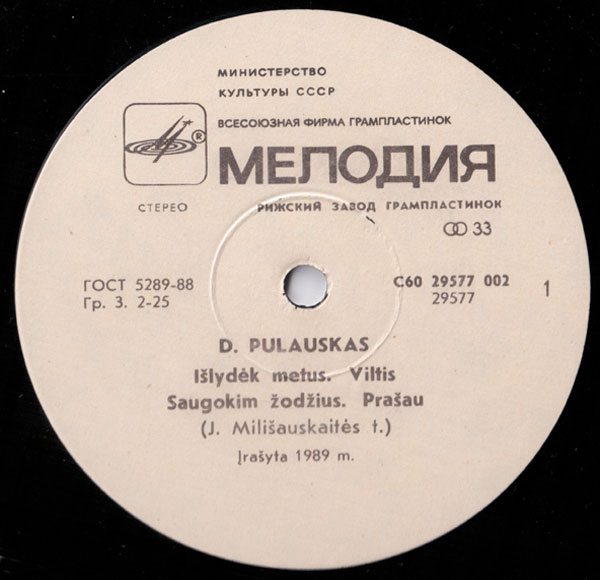 МИНИСТЕРСТВО
КУЛЬТУРЫ СССР
ВСЕСОЮЗНАЯ ФИРМА ГРАМПЛАСТИНОК
®
МЕЛОДИЯ
СТЕРЕО
РИЖСКИЙ ЗАВОД ГРАМПЛАСТИНОК
33
ГОСТ 5289-88
Гр. 3. 2-25
С60 29577 002
29577
1
D. PULAUSKAS
Išlydėk metus. Viltis
Saugokim žodžius. Prašau
(J. Milišauskaitės t.)
Įrašyta 1989 m.